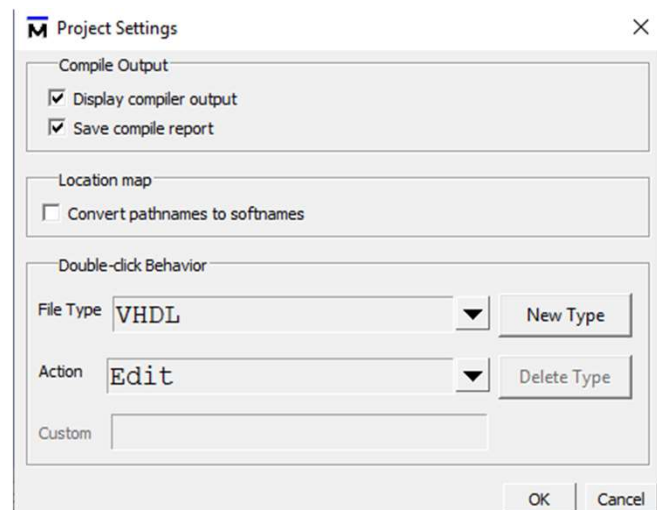 M Project Settings
Compile Output
Display compiler output
Save compile report
Location map
Convert pathnames to softnames
Double-click Behavior
File Type VHDL New Type
Action Edit Delete Type
Custom
OK Cancel